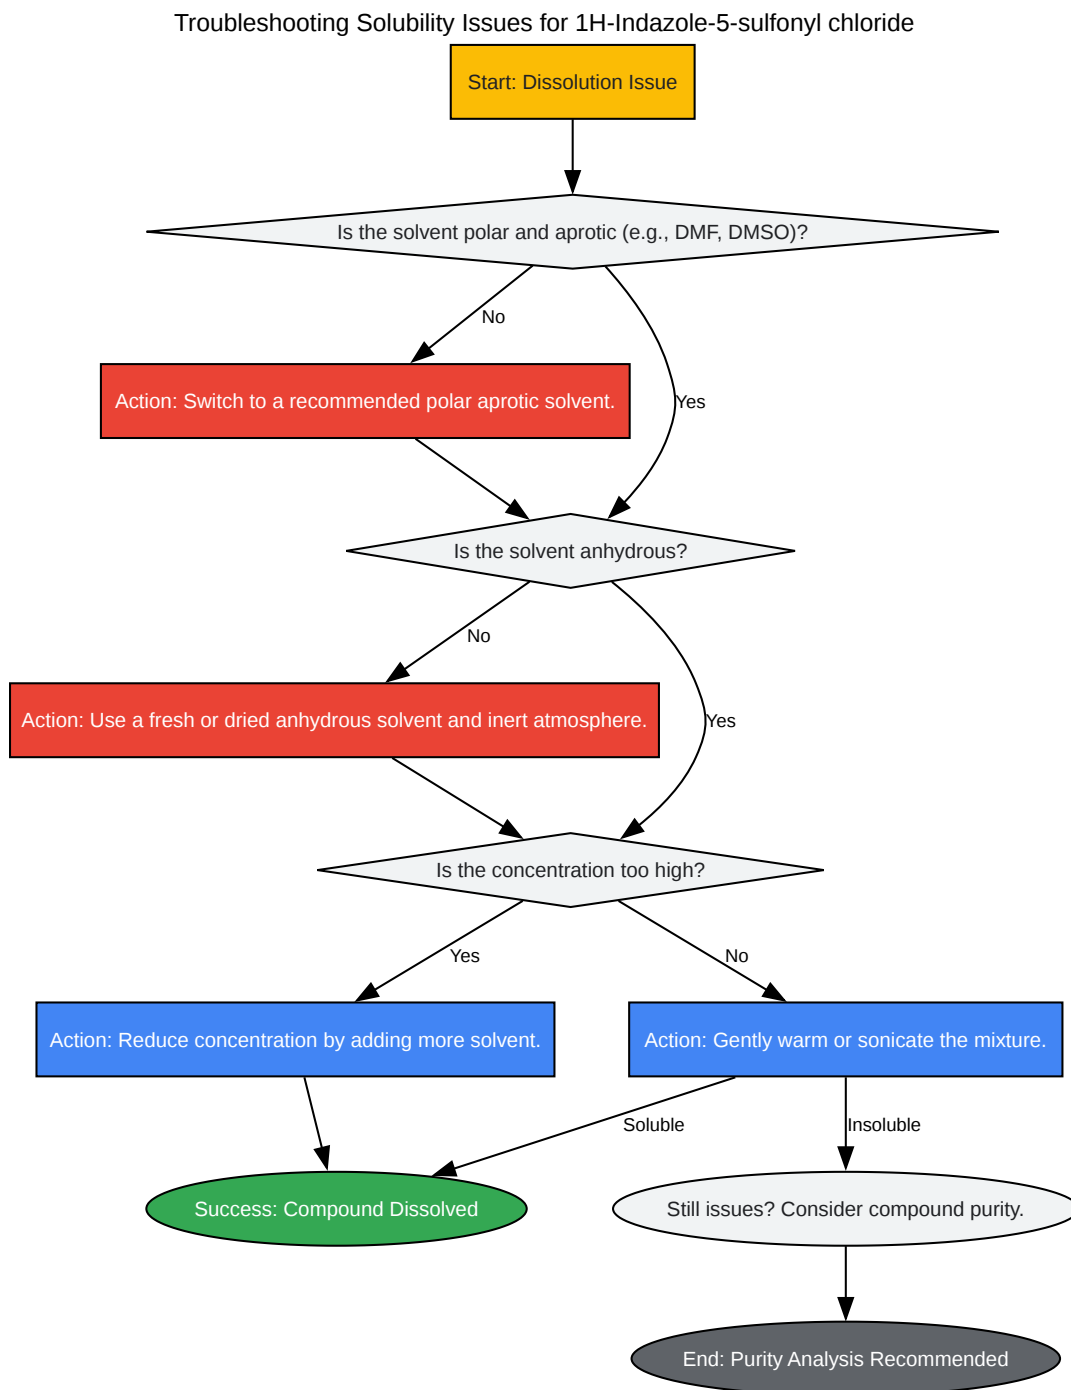 Troubleshooting Solubility Issues for 1H-Indazole-5-sulfonyl chloride
Start: Dissolution Issue
Is the solvent polar and aprotic (e.g., DMF, DMSO)?
No
Yes
Action: Switch to a recommended polar aprotic solvent.
Is the solvent anhydrous?
No
Yes
Action: Use a fresh or dried anhydrous solvent and inert atmosphere.
Is the concentration too high?
Yes
No
Action: Reduce concentration by adding more solvent.
Action: Gently warm or sonicate the mixture.
Soluble
Insoluble
Success: Compound Dissolved
Still issues? Consider compound purity.
End: Purity Analysis Recommended